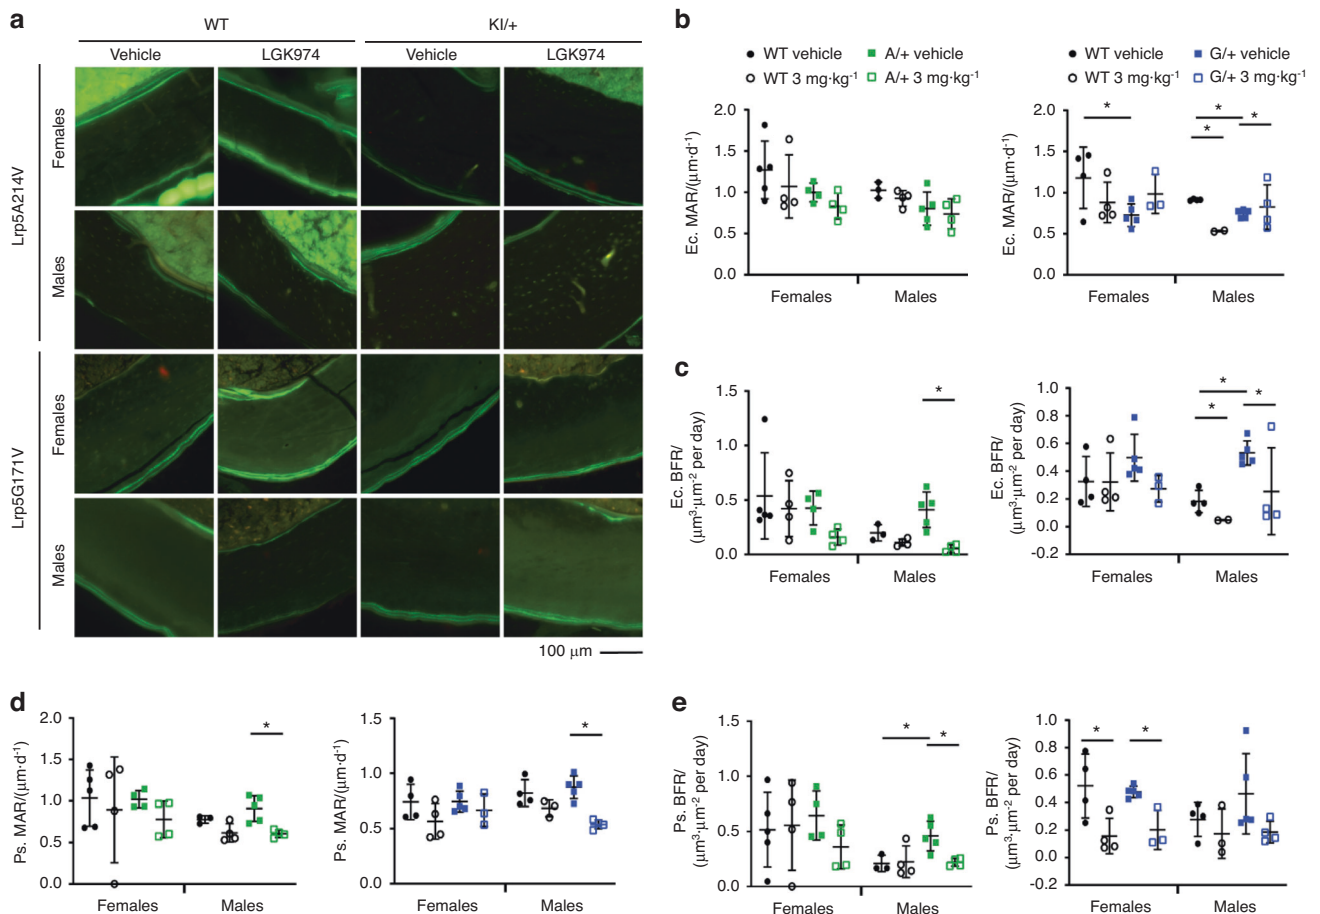 a
WT
KI/+
Vehicle
LGK974
Vehicle
LGK974
Lrp5A214V
Females
Males
Lrp5G171V
Females
Males
100 μm
b
WT vehicle
A/+ vehicle
WT 3 mg·kg-1
A/+ 3 mg·kg-1
Ec. MAR/(μm·d-1)
2.0
1.5
1.0
0.5
0.0
Females
Males
WT vehicle
G/+ vehicle
WT 3 mg·kg-1
G/+ 3 mg·kg-1
Ec. MAR/(μm·d-1)
2.0
1.5
1.0
0.5
0.0
*
*
*
*
Females
Males
c
Ec. BFR/
(μm3·μm-2 per day)
1.5
1.0
0.5
0.0
*
Females
Males
Ec. BFR/
(μm3·μm-2 per day)
1.0
0.8
0.6
0.4
0.2
0.0
-0.2
*
*
*
Females
Males
d
Ps. MAR/(μm·d-1)
2.0
1.5
1.0
0.5
0.0
*
Females
Males
Ps. MAR/(μm·d-1)
1.5
1.0
0.5
0.0
*
Females
Males
e
Ps. BFR/
(μm3·μm-2 per day)
1.5
1.0
0.5
0.0
*
*
Females
Males
Ps. BFR/
(μm3·μm-2 per day)
1.0
0.8
0.6
0.4
0.2
0.0
-0.2
*
*
Females
Males